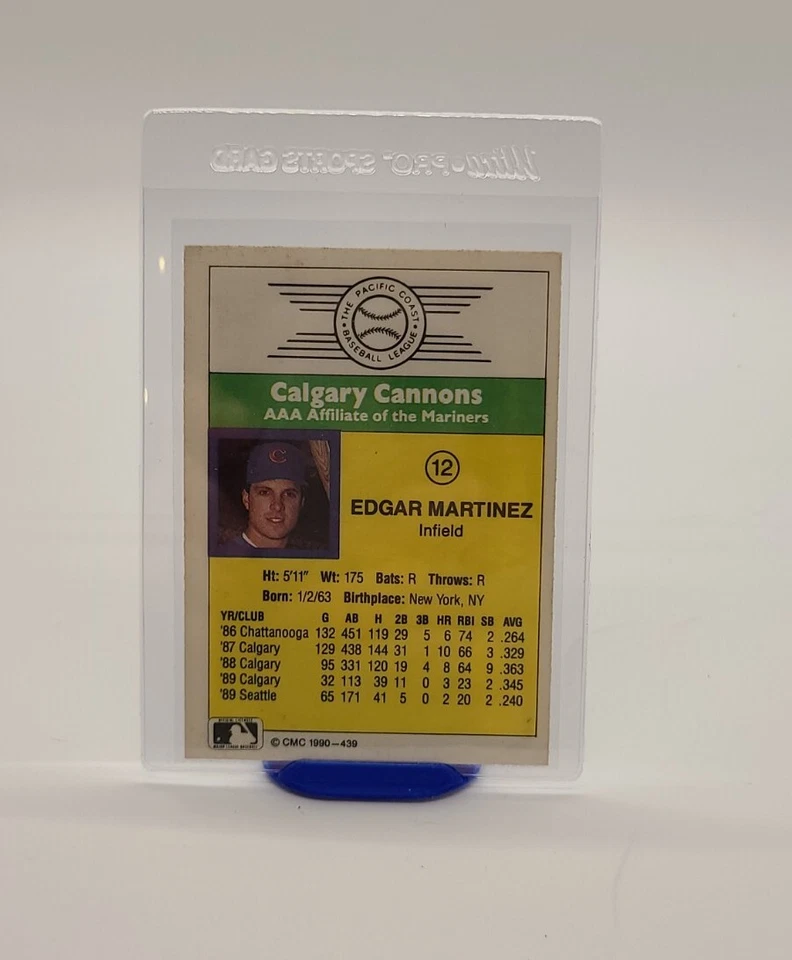 Ultra•PRO® SPORTS CARD
THE PACIFIC COAST
BASEBALL LEAGUE
Calgary Cannons
AAA Affiliate of the Mariners
C
12
EDGAR MARTINEZ
Infield
Ht: 5'11" Wt: 175 Bats: R Throws: R
Born: 1/2/63 Birthplace: New York, NY
YR/CLUB G AB H 2B 3B HR RBI SB AVG
'86 Chattanooga 132 451 119 29 5 6 74 2 .264
'87 Calgary 129 438 144 31 1 10 66 3 .329
'88 Calgary 95 331 120 19 4 8 64 9 .363
'89 Calgary 32 113 39 11 0 3 23 2 .345
'89 Seattle 65 171 41 5 0 2 20 2 .240
MAJOR LEAGUE BASEBALL
© CMC 1990—439